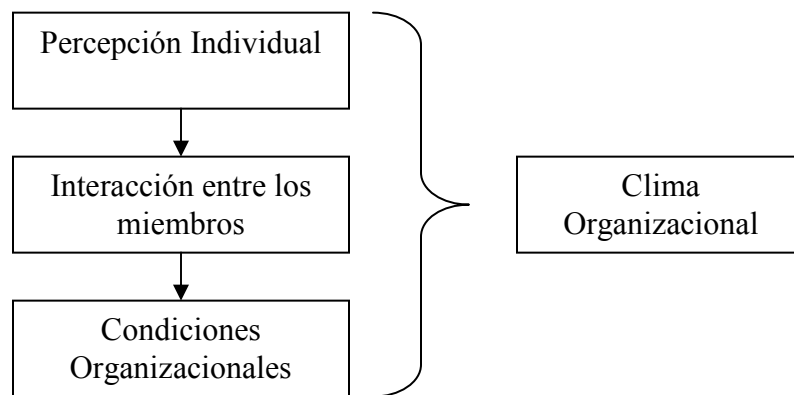 Percepción Individual
Interacción entre los
miembros
Condiciones
Organizacionales
Clima
Organizacional